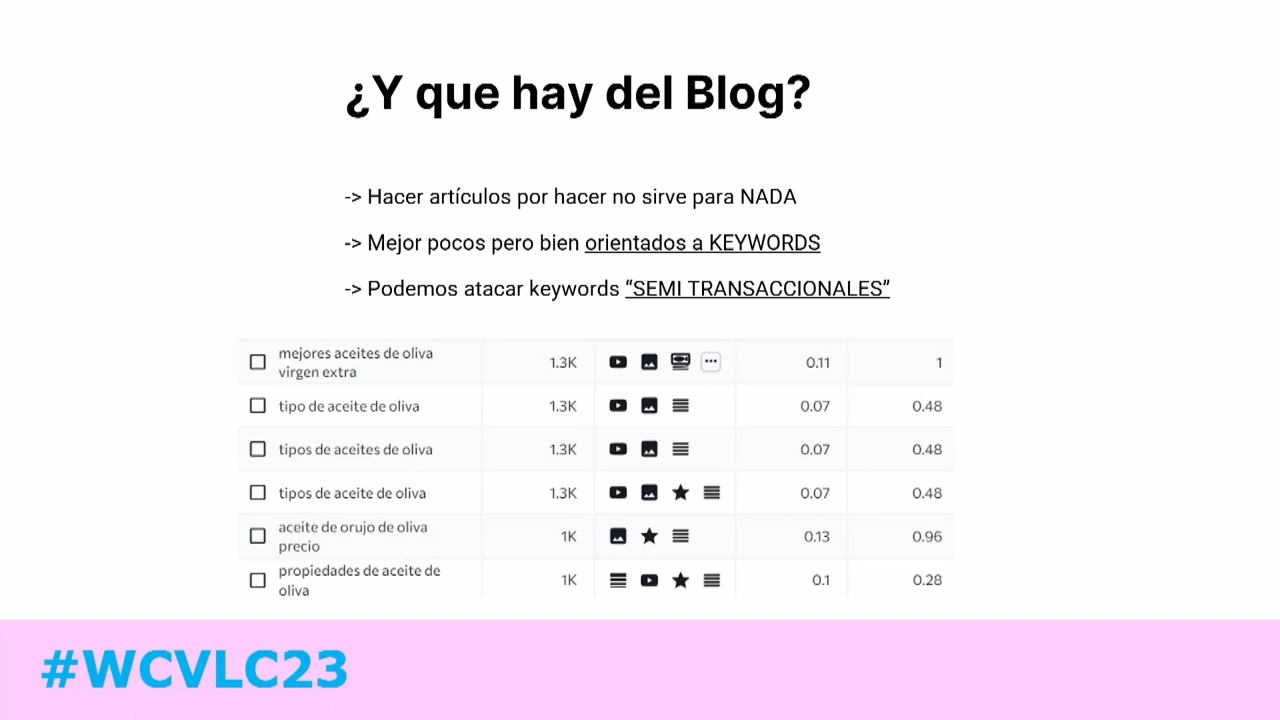 ¿Y que hay del Blog?
-> Hacer artículos por hacer no sirve para NADA
-> Mejor pocos pero bien orientados a KEYWORDS
-> Podemos atacar keywords “SEMI TRANSACCIONALES”
mejores aceites de oliva
virgen extra 1.3K 0.11 1
tipo de aceite de oliva 1.3K 0.07 0.48
tipos de aceites de oliva 1.3K 0.07 0.48
tipos de aceite de oliva 1.3K 0.07 0.48
aceite de orujo de oliva
precio 1K 0.13 0.96
propiedades de aceite de
oliva 1K 0.1 0.28
#WCVLC23